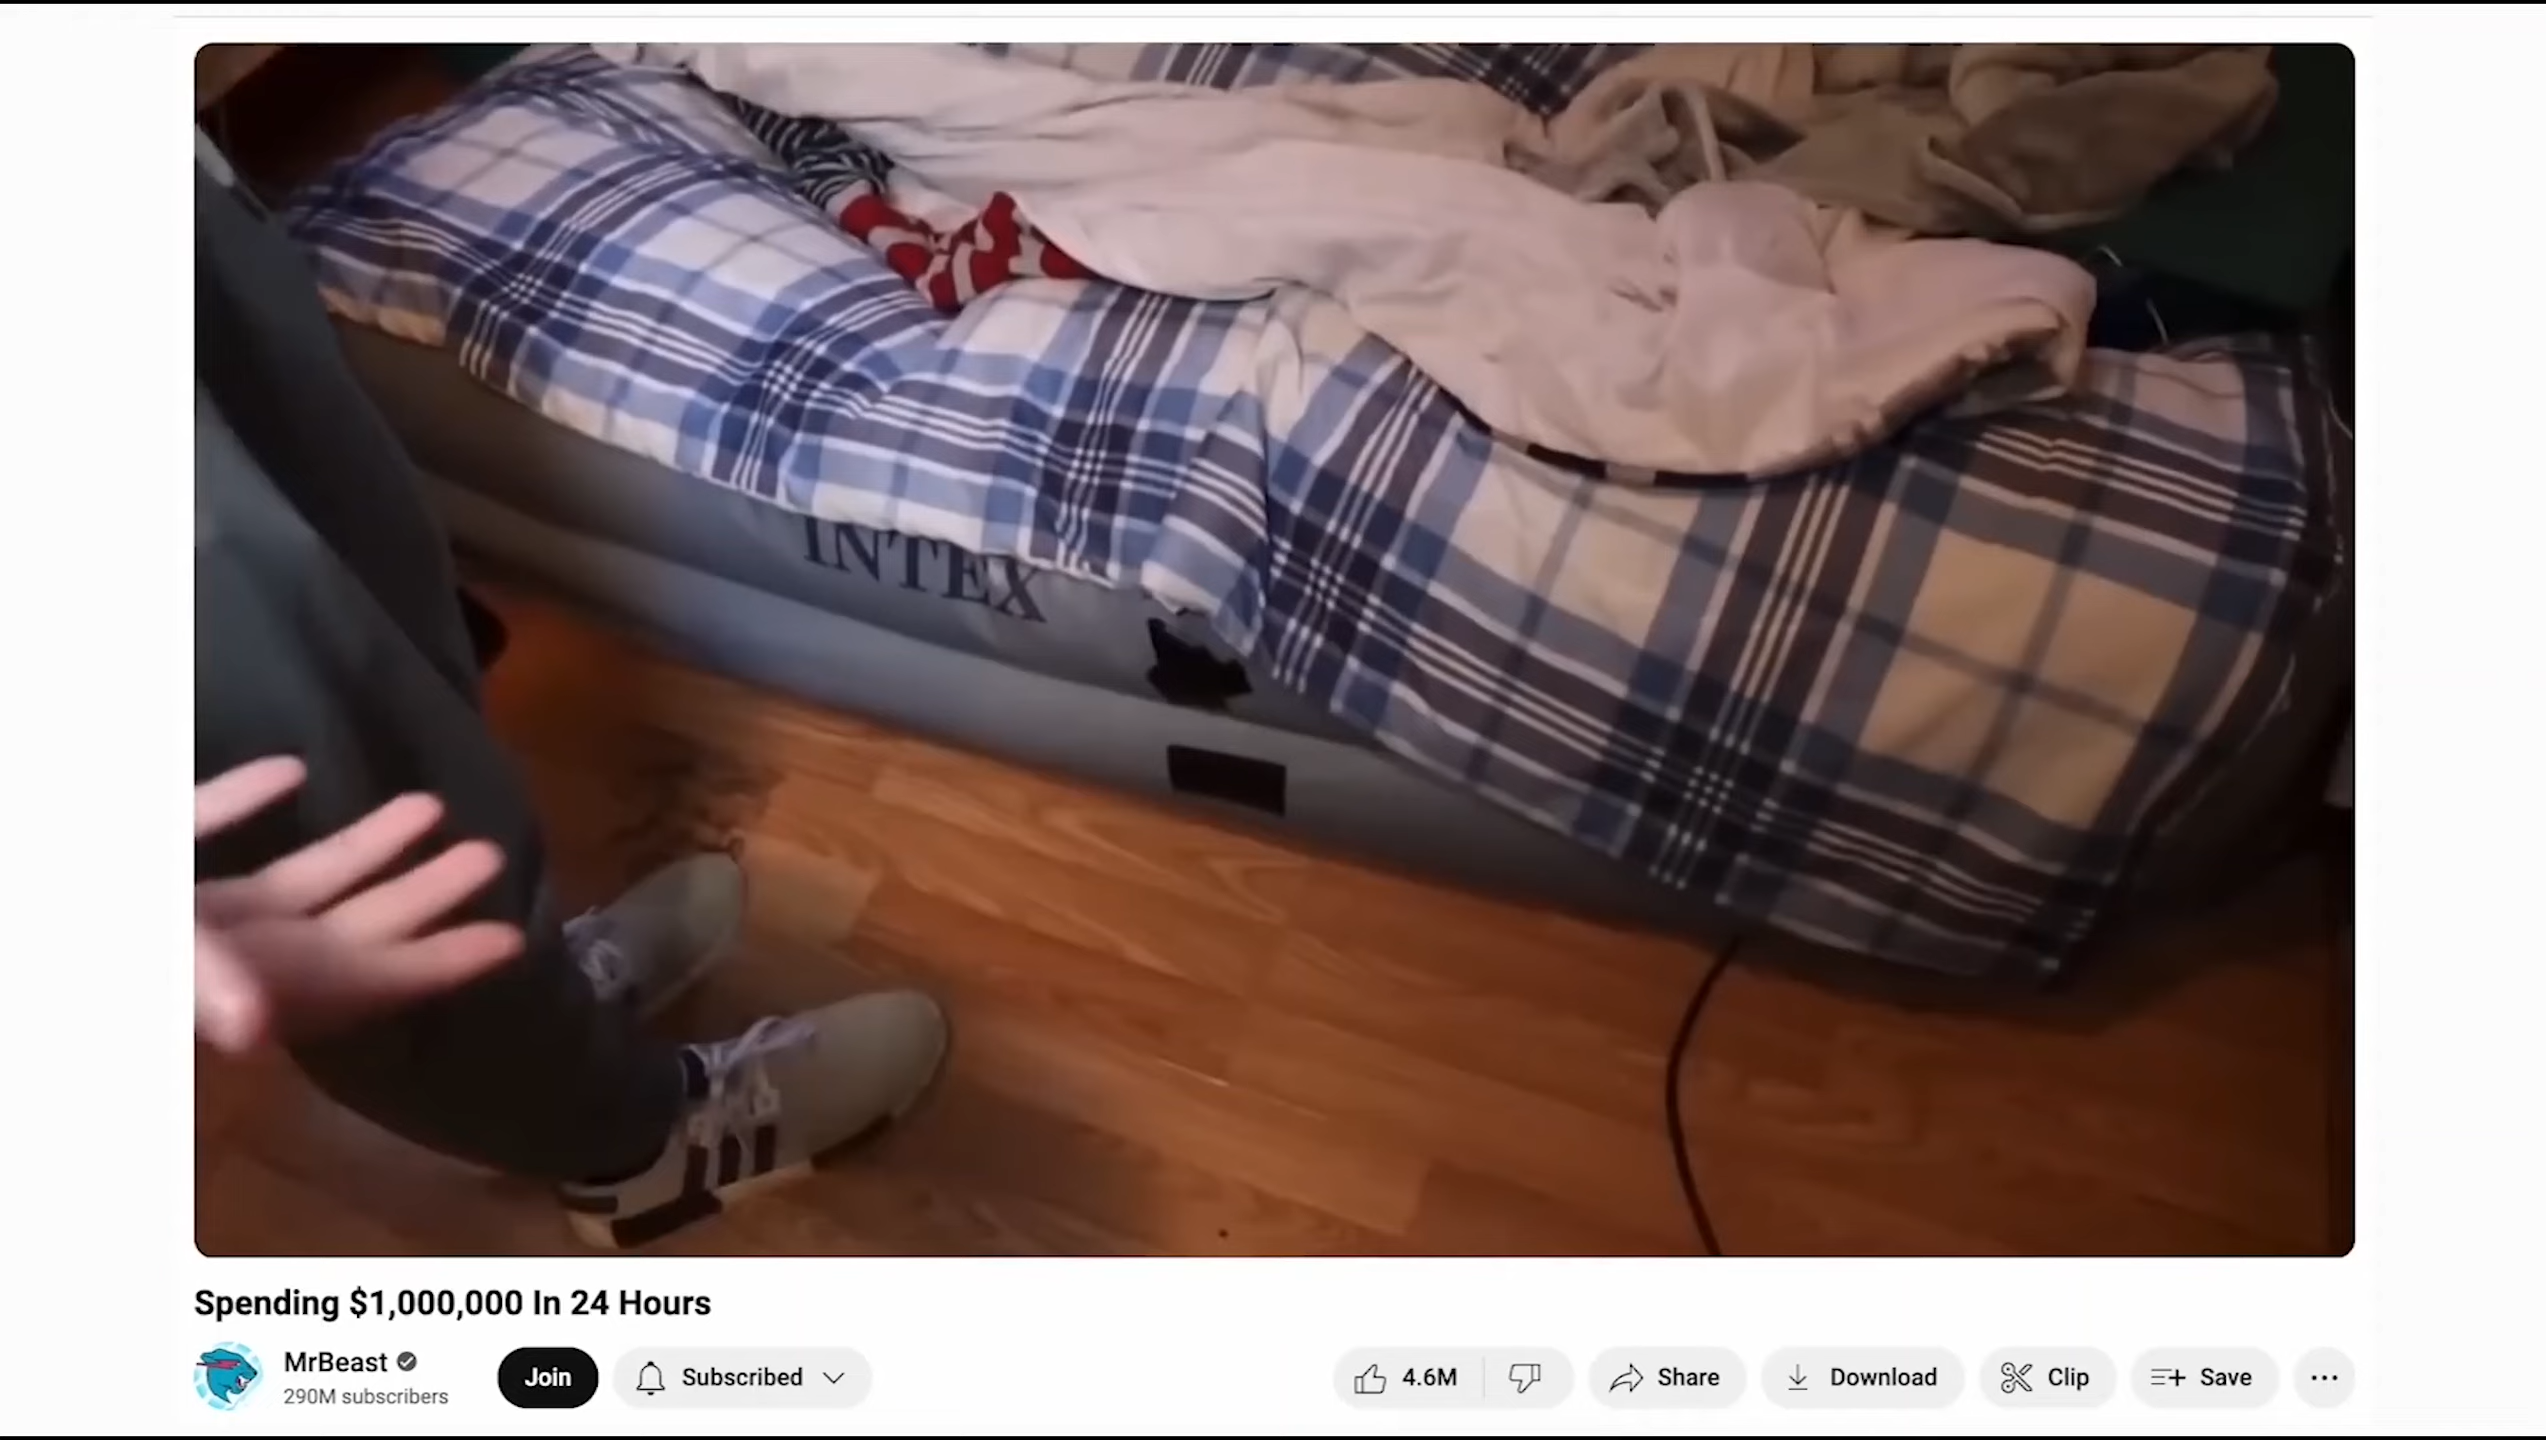 INTEX
Spending $1,000,000 In 24 Hours
MrBeast
290M subscribers
Join
Subscribed
4.6M
Share
Download
Clip
Save